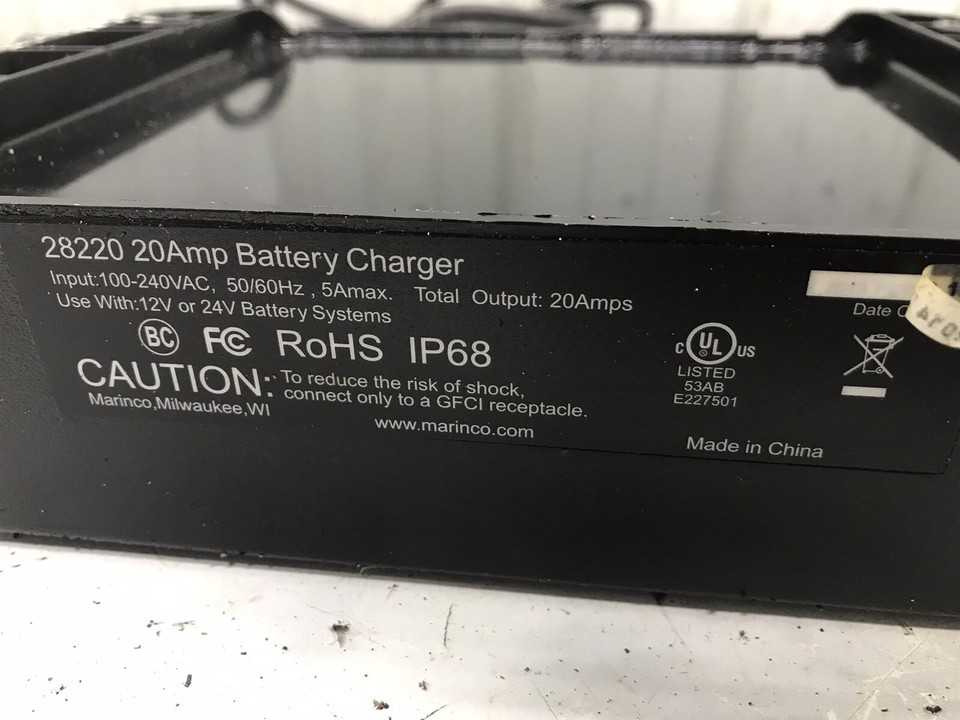 28220 20Amp Battery Charger
Input:100-240VAC, 50/60Hz , 5Amax. Total Output: 20Amps
Use With:12V or 24V Battery Systems
BC FC RoHS IP68
CAUTION: To reduce the risk of shock,
connect only to a GFCI receptacle.
Marinco,Milwaukee,WI
www.marinco.com
Date
c UL US
LISTED
53AB
E227501
Made in China